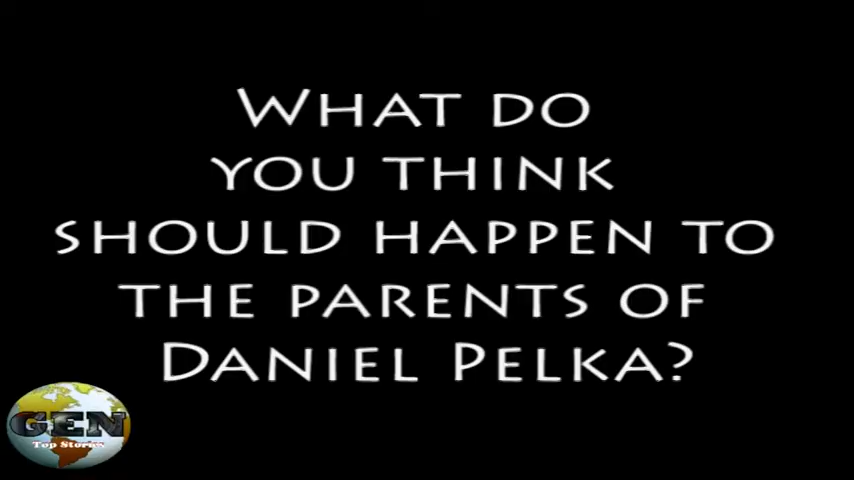 WHAT DO
YOU THINK
SHOULD HAPPEN TO
THE PARENTS OF
DANIEL PELKA?
GEN
Top Stories